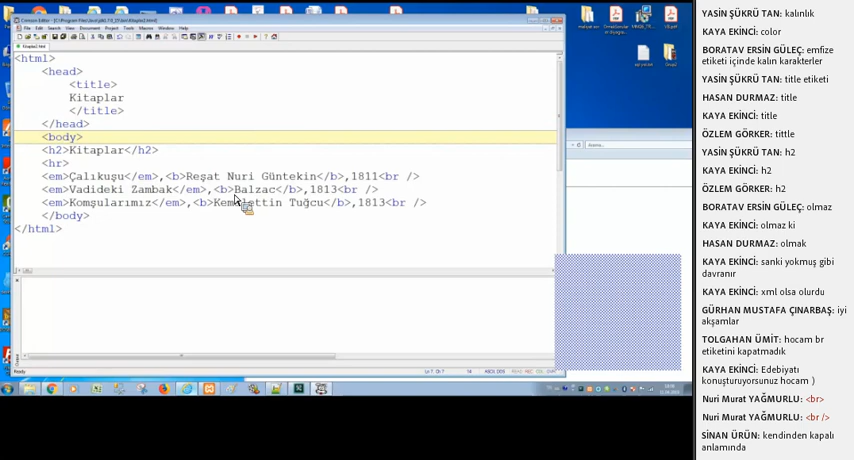 <html>
<head>
<title>
Kitaplar
</title>
</head>
<body>
<h2>Kitaplar</h2>
<hr>
<em>Çalıkuşu</em>,<b>Reşat Nuri Güntekin</b>,1811<br />
<em>Vadideki Zambak</em>,<b>Balzac</b>,1813<br />
<em>Komşularımız</em>,<b>Kemalettin Tuğcu</b>,1813<br />
</body>
</html>
YASİN ŞÜKRÜ TAN: kalınlık
KAYA EKİNCİ: color
BORATAV ERSİN GÜLEÇ: emfize
etiketi içinde kalın karakterler
YASİN ŞÜKRÜ TAN: title etiketi
HASAN DURMAZ: title
KAYA EKİNCİ: title
ÖZLEM GÖRKER: tittle
YASİN ŞÜKRÜ TAN: h2
KAYA EKİNCİ: h2
ÖZLEM GÖRKER: h2
BORATAV ERSİN GÜLEÇ: olmaz
KAYA EKİNCİ: olmaz ki
HASAN DURMAZ: olmak
KAYA EKİNCİ: sanki yokmuş gibi
davranır
KAYA EKİNCİ: xml olsa olurdu
GÜRHAN MUSTAFA ÇINARBAŞ: iyi
akşamlar
TOLGAHAN ÜMİT: hocam br
etiketini kapatmadık
KAYA EKİNCİ: Edebiyatı
konuşturuyorsunuz hocam )
Nuri Murat YAĞMURLU: <br>
Nuri Murat YAĞMURLU: <br />
SİNAN ÜRÜN: kendinden kapalı
anlamında